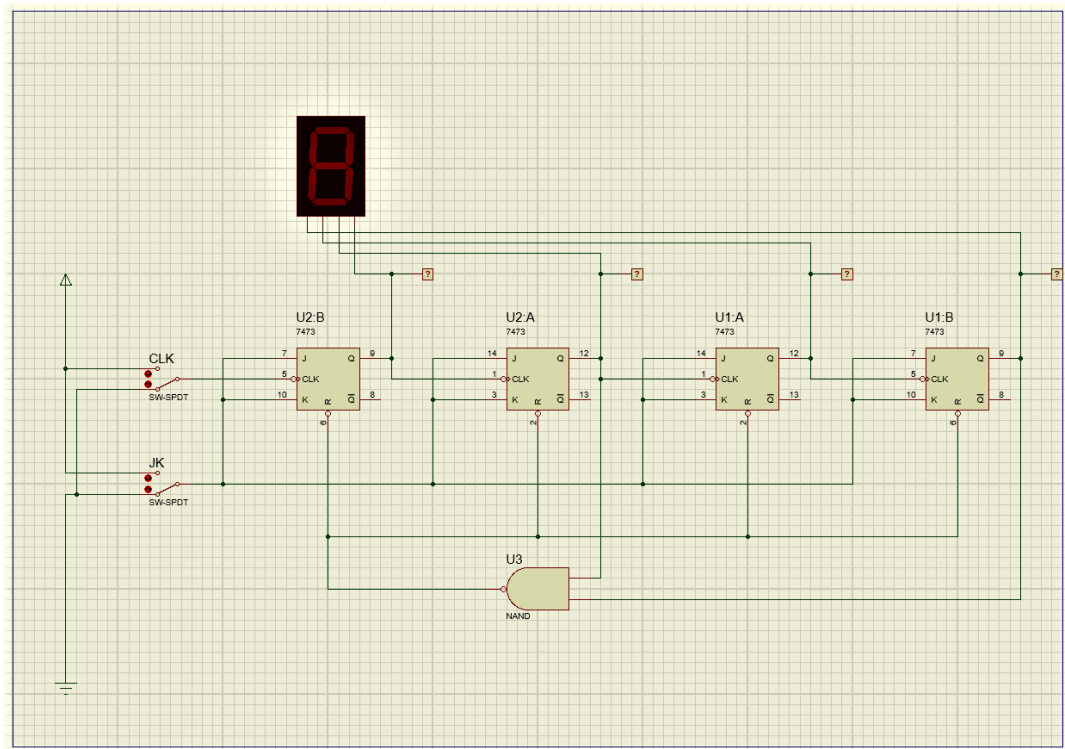 ? ? ? ?
U2:B U2:A U1:A U1:B
7473 7473 7473 7473
7 J Q 9 14 J Q 12 14 J Q 12 7 J Q 9
CLK
5 CLK 1 CLK 1 CLK 5 CLK
SW-SPDT
10 K R Q 8 3 K R Q 13 3 K R Q 13 10 K R Q 8
6 2 2 6
JK
SW-SPDT
U3
NAND